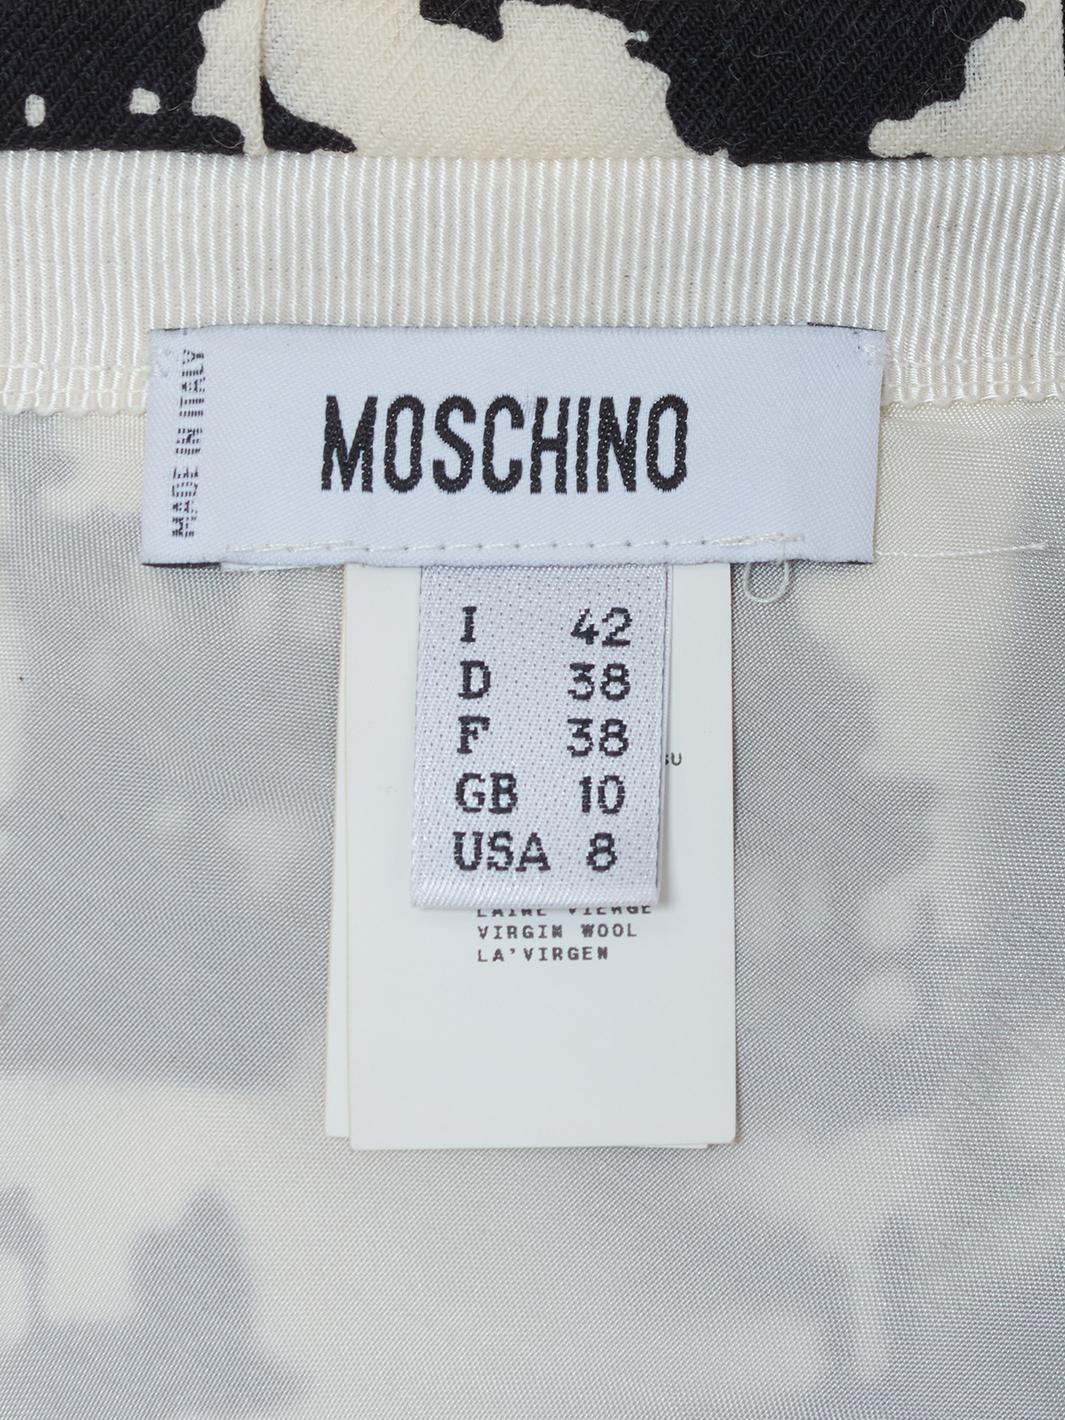 MADE IN ITALY
MOSCHINO
I 42
D 38
F 38
GB 10
USA 8
LAINE VIERGE
VIRGIN WOOL
LA'VIRGEN